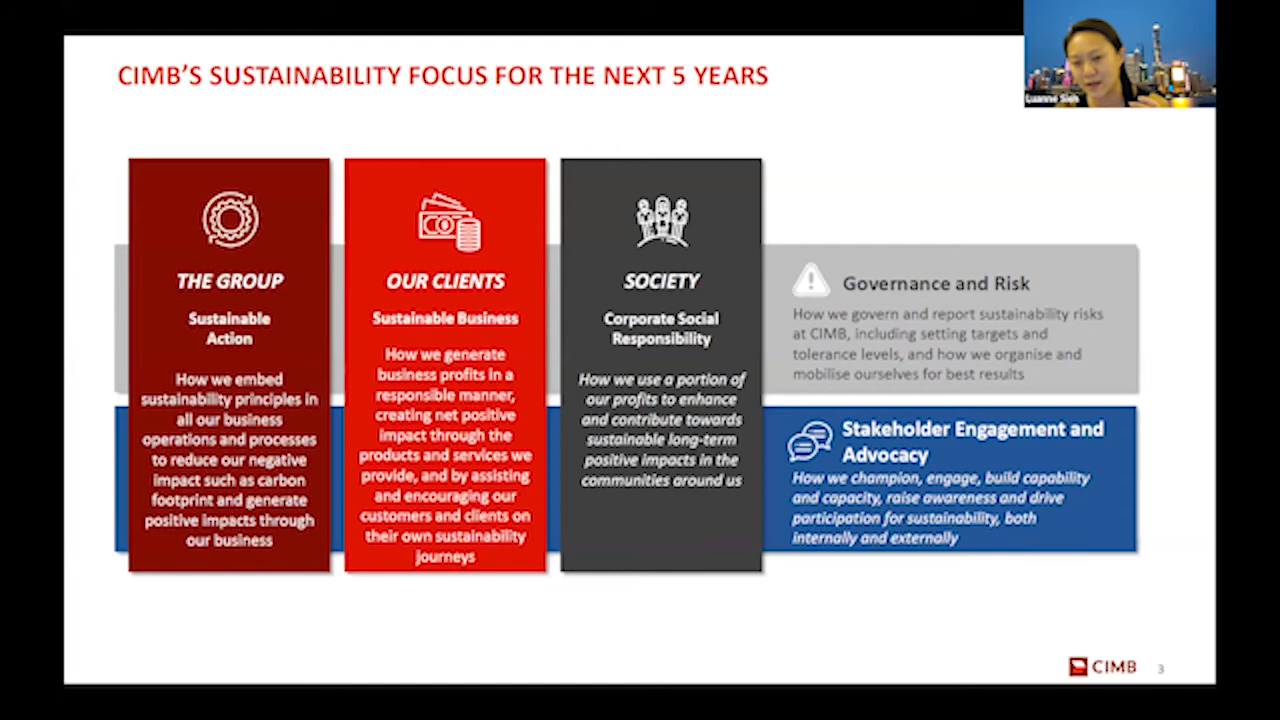 CIMB'S SUSTAINABILITY FOCUS FOR THE NEXT 5 YEARS
Luanne Sieh
THE GROUP
Sustainable
Action
How we embed
sustainability principles in
all our business
operations and processes
to reduce our negative
impact such as carbon
footprint and generate
positive impacts through
our business
OUR CLIENTS
Sustainable Business
How we generate
business profits in a
responsible manner,
creating net positive
impact through the
products and services we
provide, and by assisting
and encouraging our
customers and clients on
their own sustainability
journeys
SOCIETY
Corporate Social
Responsibility
How we use a portion of
our profits to enhance
and contribute towards
sustainable long-term
positive impacts in the
communities around us
Governance and Risk
How we govern and report sustainability risks
at CIMB, including setting targets and
tolerance levels, and how we organise and
mobilise ourselves for best results
Stakeholder Engagement and
Advocacy
How we champion, engage, build capability
and capacity, raise awareness and drive
participation for sustainability, both
internally and externally
CIMB
3